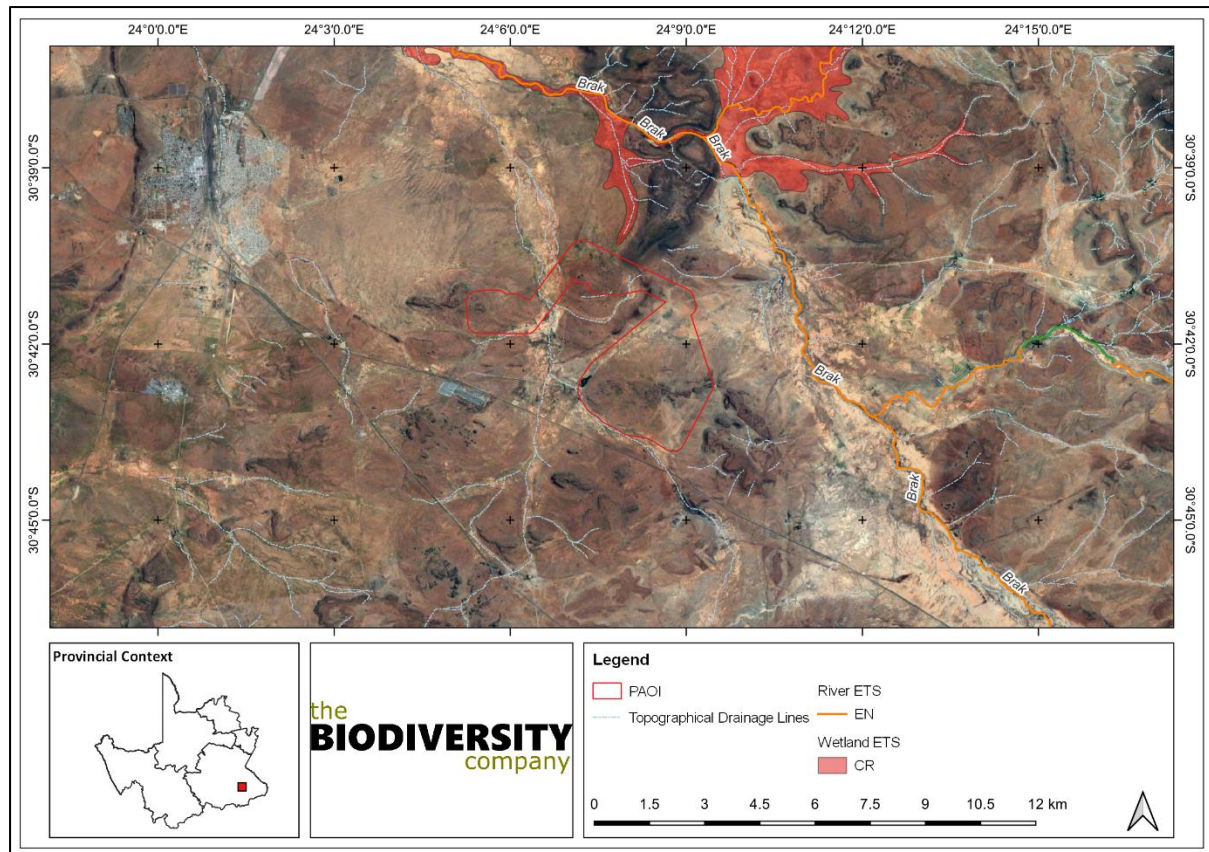 24°0'0.0"E 24°3'0.0"E 24°6'0.0"E 24°9'0.0"E 24°12'0.0"E 24°15'0.0"E
Brak
Brak
Brak
30°39'0.0"S 30°39'0.0"S
30°42'0.0"S 30°42'0.0"S
Brak
Brak
Brak
30°45'0.0"S 30°45'0.0"S
Brak
Provincial Context
the
BIODIVERSITY
company
Legend
PAOI
Topographical Drainage Lines
River ETS
EN
Wetland ETS
CR
0 1.5 3 4.5 6 7.5 9 10.5 12 km